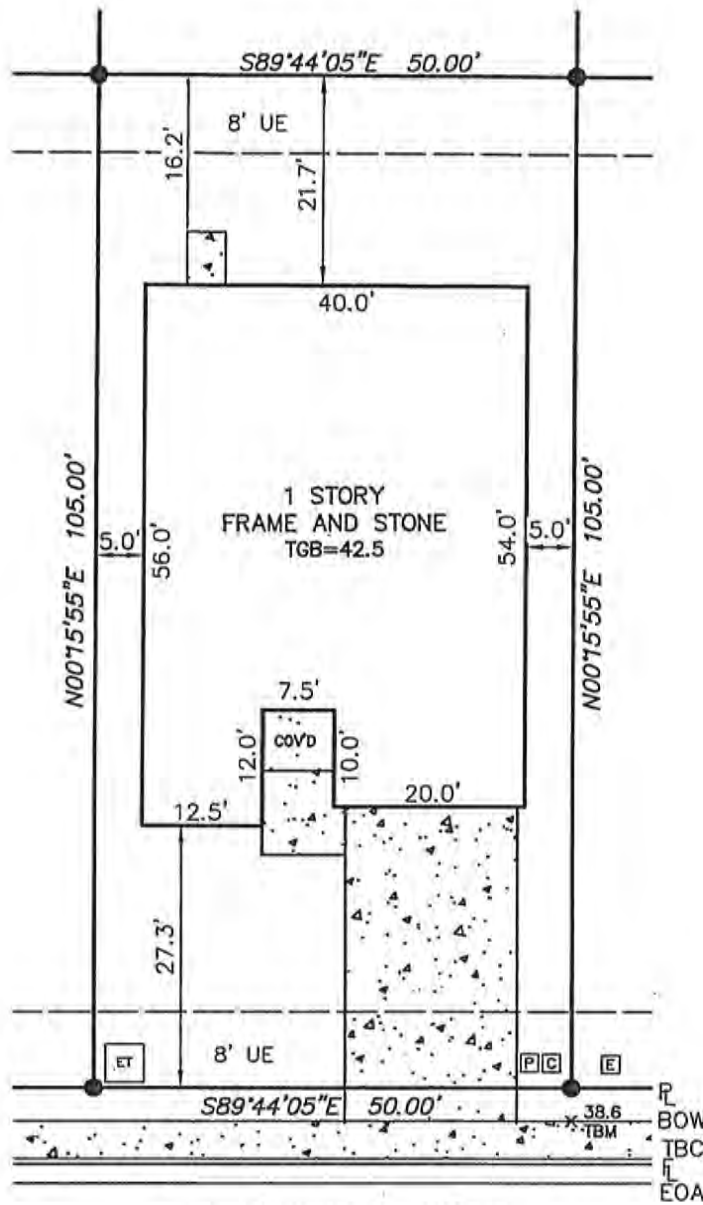 S89°44'05"E 50.00'
8' UE
16.2'
21.7'
40.0'
N00°15'55"E 105.00'
5.0'
56.0'
1 STORY
FRAME AND STONE
TGB=42.5
54.0'
5.0'
N00°15'55"E 105.00'
7.5'
12.0'
COV'D
10.0'
12.5'
20.0'
27.3'
8' UE
ET
P C E
S89°44'05"E 50.00'
PL
38.6
TBM
BOW
TBC
FL
EOA